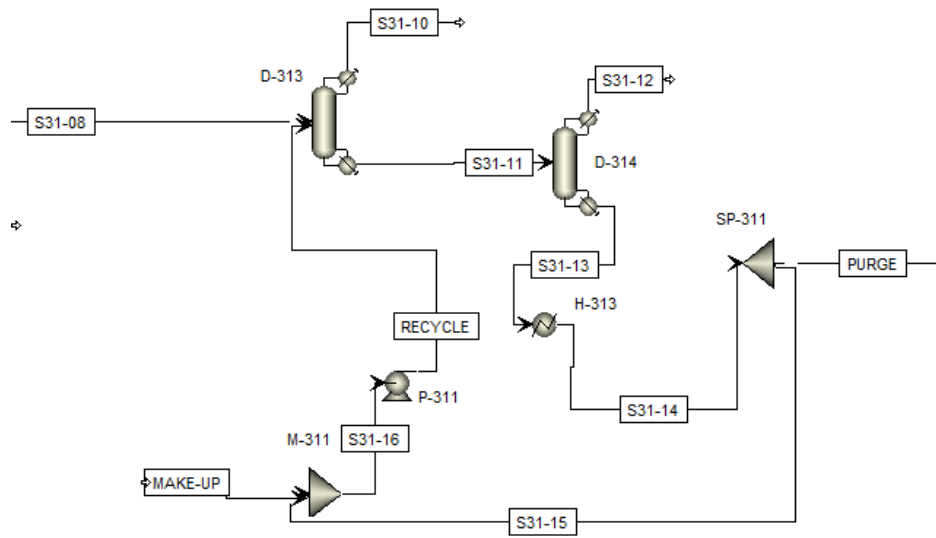 S31-10
D-313
S31-12
S31-08
S31-11
D-314
SP-311
S31-13
PURGE
H-313
RECYCLE
P-311
S31-14
M-311
S31-16
MAKE-UP
S31-15